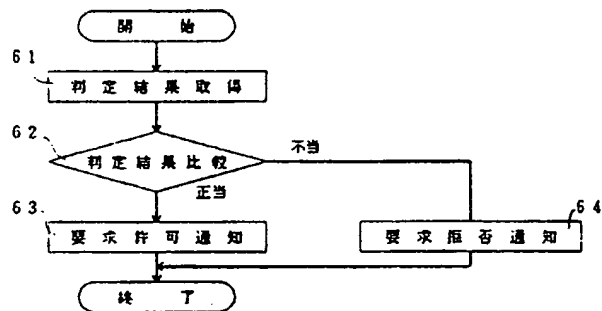 開始
61
判定結果取得
62
判定結果比較
不当
正当
63
要求許可通知
64
要求拒否通知
終了